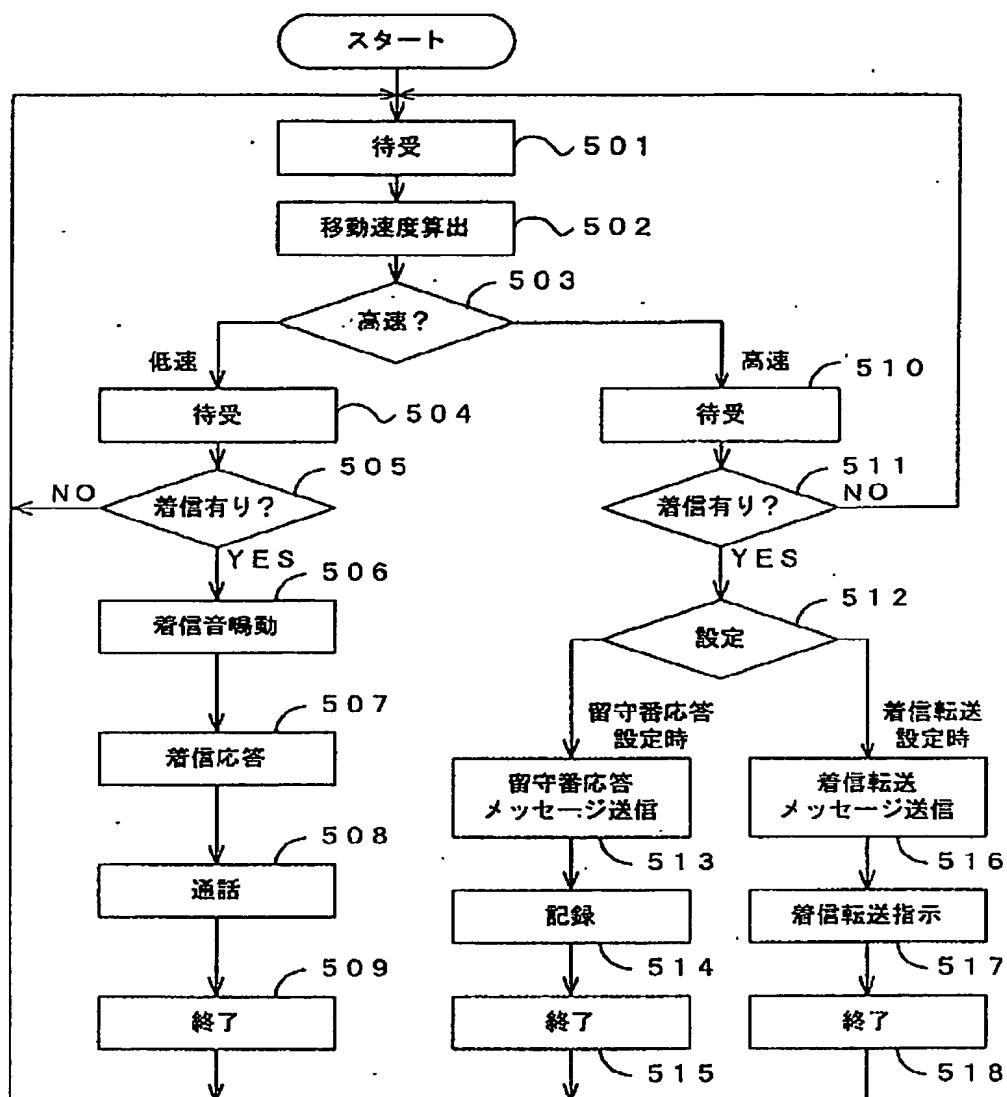 スタート
待受
501
移動速度算出
502
503
高速?
低速
高速
510
待受
504
待受
505
511
NO
着信有り?
着信有り?
NO
YES
YES
506
512
着信音鳴動
設定
507
留守番応答
設定時
着信転送
設定時
着信応答
留守番応答
メッセージ送信
着信転送
メッセージ送信
508
513
516
通話
記録
着信転送指示
509
514
517
終了
終了
終了
515
518